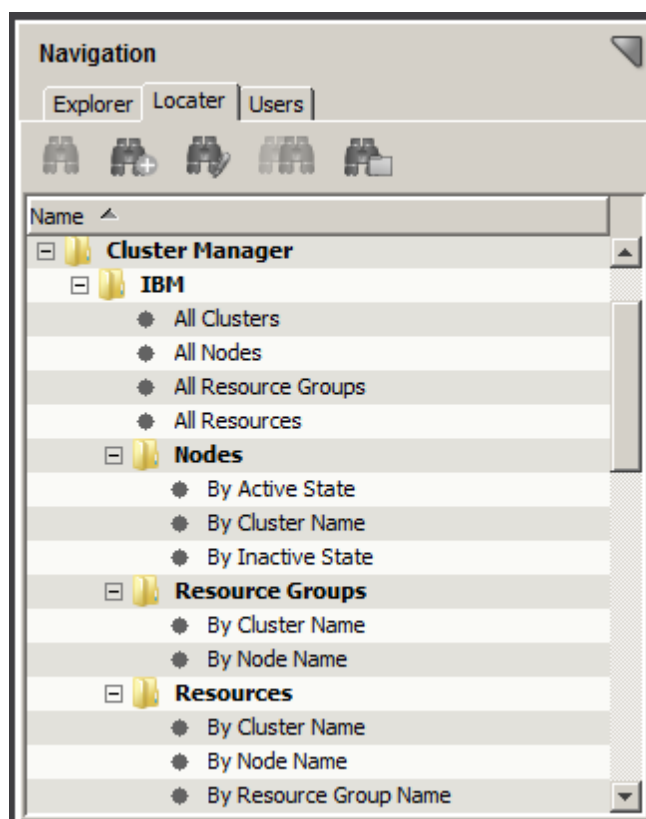 Navigation
Explorer Locater Users
Name
Cluster Manager
IBM
All Clusters
All Nodes
All Resource Groups
All Resources
Nodes
By Active State
By Cluster Name
By Inactive State
Resource Groups
By Cluster Name
By Node Name
Resources
By Cluster Name
By Node Name
By Resource Group Name